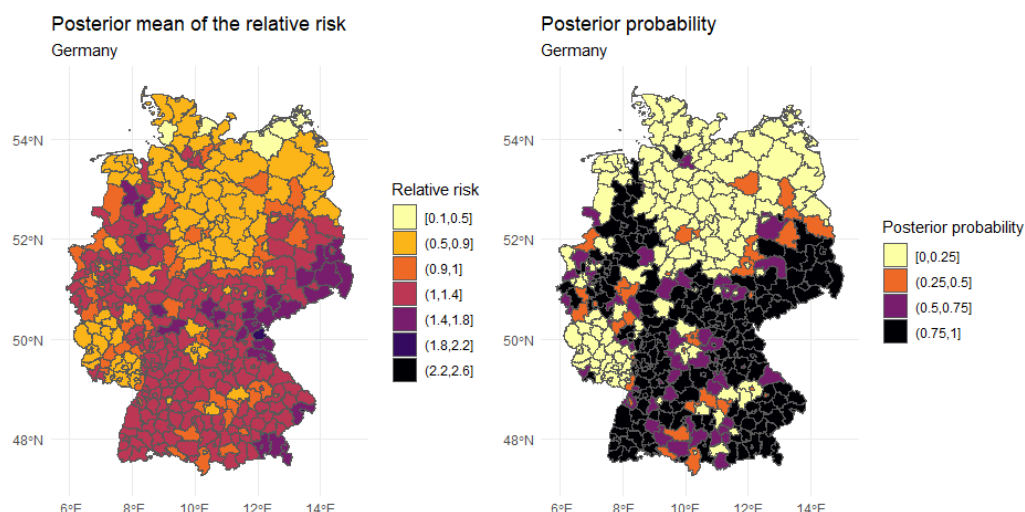 Posterior mean of the relative risk
Germany
54°N
52°N
50°N
48°N
6°E 8°E 10°E 12°E 14°E
Relative risk
[0.1,0.5]
(0.5,0.9]
(0.9,1]
(1,1.4]
(1.4,1.8]
(1.8,2.2]
(2.2,2.6]
Posterior probability
Germany
54°N
52°N
50°N
48°N
6°E 8°E 10°E 12°E 14°E
Posterior probability
[0,0.25]
(0.25,0.5]
(0.5,0.75]
(0.75,1]